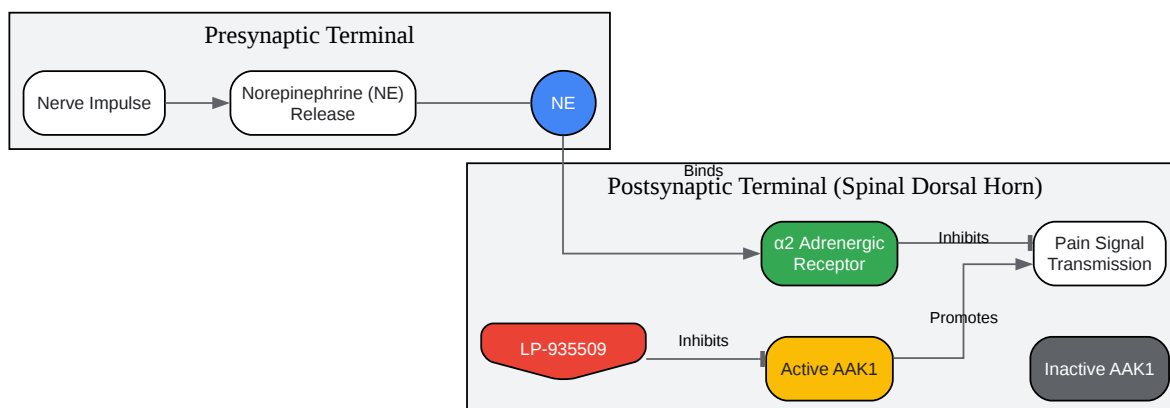 Presynaptic Terminal
Nerve Impulse
Norepinephrine (NE)
Release
NE
Binds
Postsynaptic Terminal (Spinal Dorsal Horn)
α2 Adrenergic
Receptor
Inhibits
Pain Signal
Transmission
Promotes
LP-935509
Inhibits
Active AAK1
Inactive AAK1